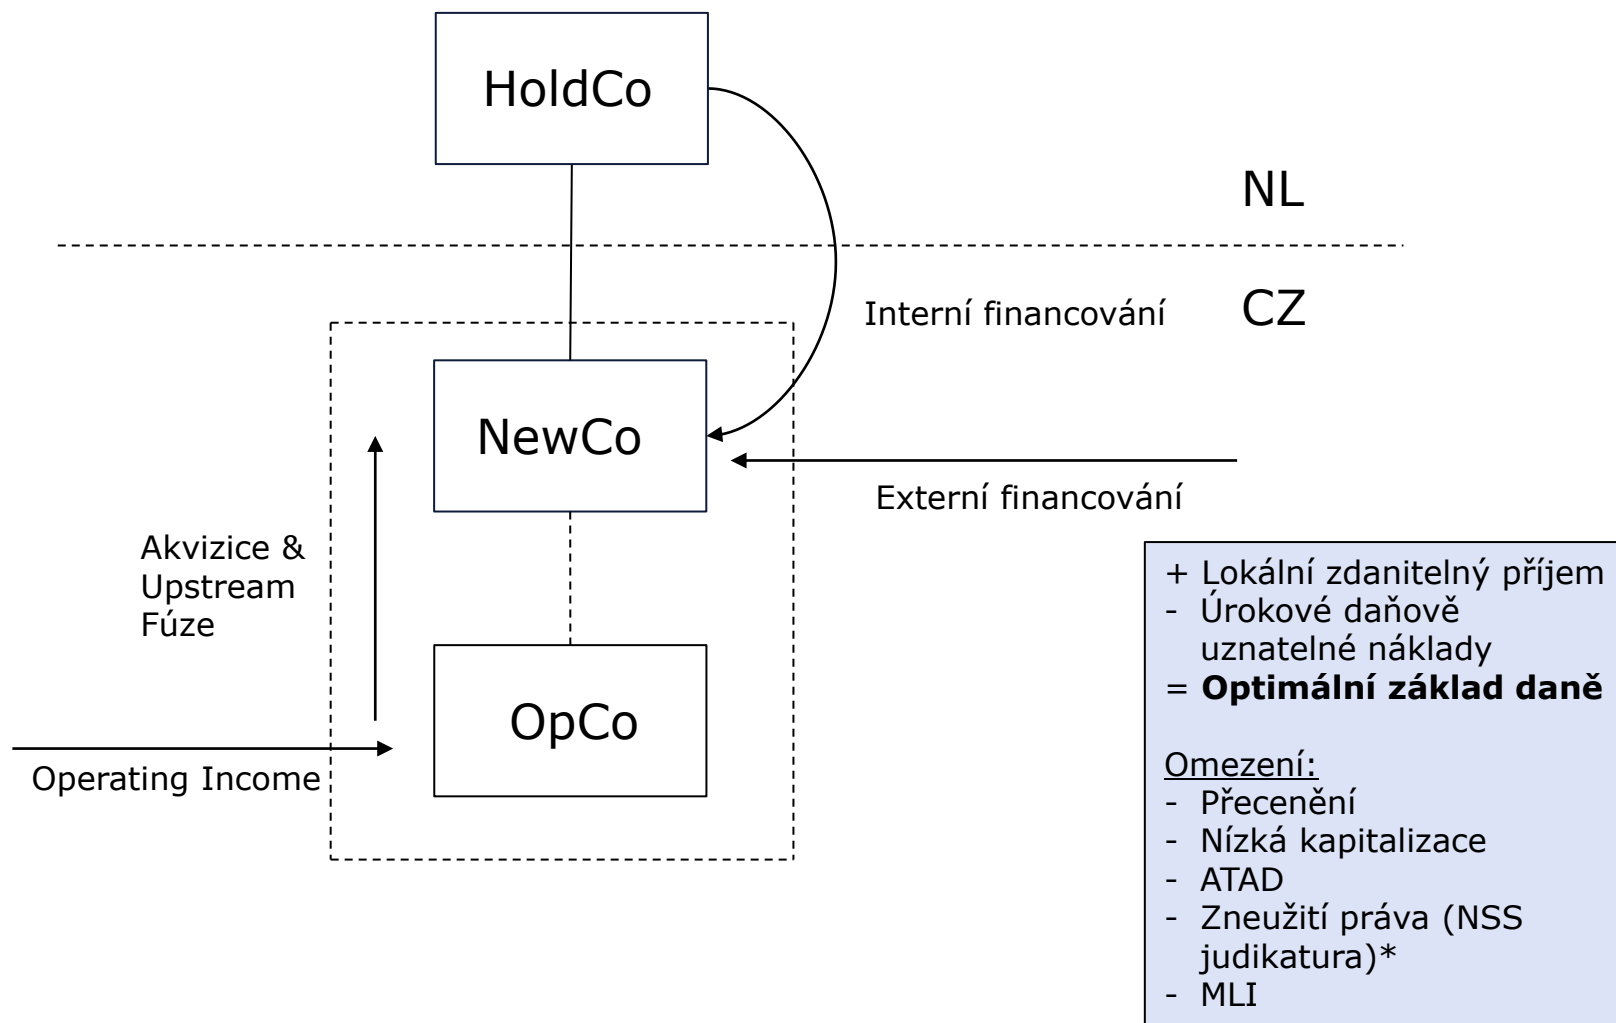 HoldCo
NL
CZ
Interní financování
NewCo
Externí financování
Akvizice &
Upstream
Fúze
OpCo
Operating Income
+ Lokální zdanitelný příjem
- Úrokové daňově
uznatelné náklady
= Optimální základ daně
Omezení:
- Přecenění
- Nízká kapitalizace
- ATAD
- Zneužití práva (NSS
judikatura)*
- MLI